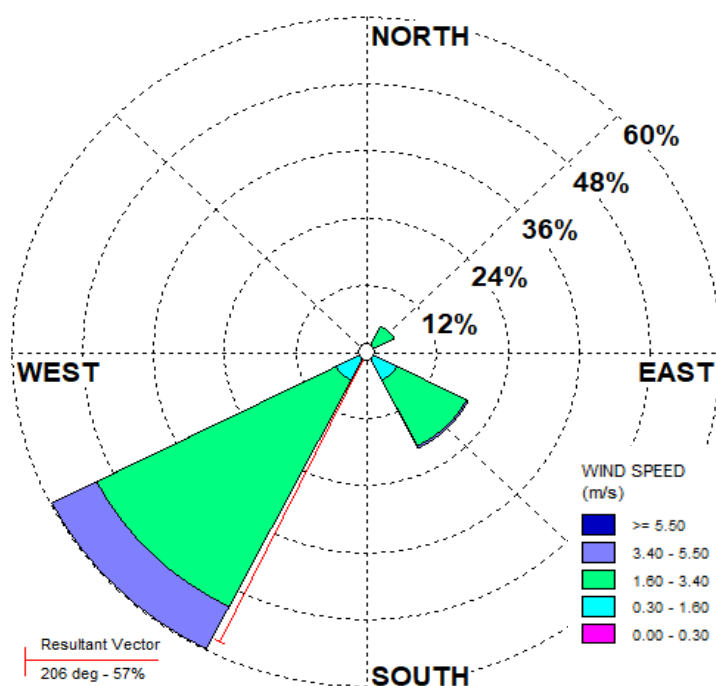 NORTH
60%
48%
36%
24%
12%
WEST
EAST
WIND SPEED
(m/s)
>= 5.50
3.40 - 5.50
1.60 - 3.40
0.30 - 1.60
0.00 - 0.30
Resultant Vector
206 deg - 57%
SOUTH